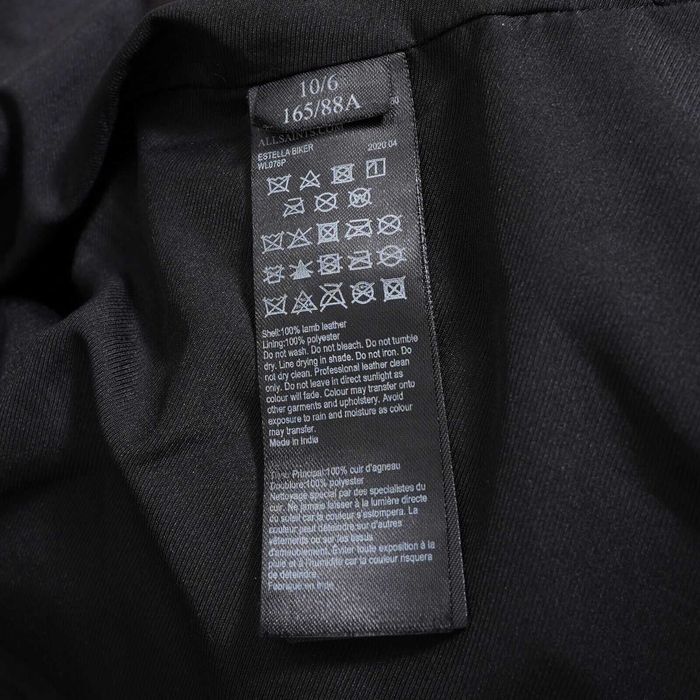 10/6
165/88A
ALLSAINTS.COM
ESTELLA BIKER
2020.04
WL078P
Shell:100% lamb leather
Lining:100% polyester
Do not wash. Do not bleach. Do not tumble
dry. Line drying in shade. Do not iron. Do
not dry clean. Professional leather clean
only. Do not leave in direct sunlight as
colour will fade. Colour may transfer onto
other garments and upholstery. Avoid
exposure to rain and moisture as colour
may transfer.
Made in India
Principal:100% cuir d'agneau
Doublure:100% polyester
Nettoyage spécial par des specialistes du
cuir. Ne jamais laisser à la lumière directe
du soleil car la couleur s'estompera. La
couleur peut déteindre sur d'autres
vêtements ou sur les tissus
d'ameublement. Éviter toute exposition à la
pluie et à l'humidité car la couleur risquera
de déteindre.
Fabriqué en Inde